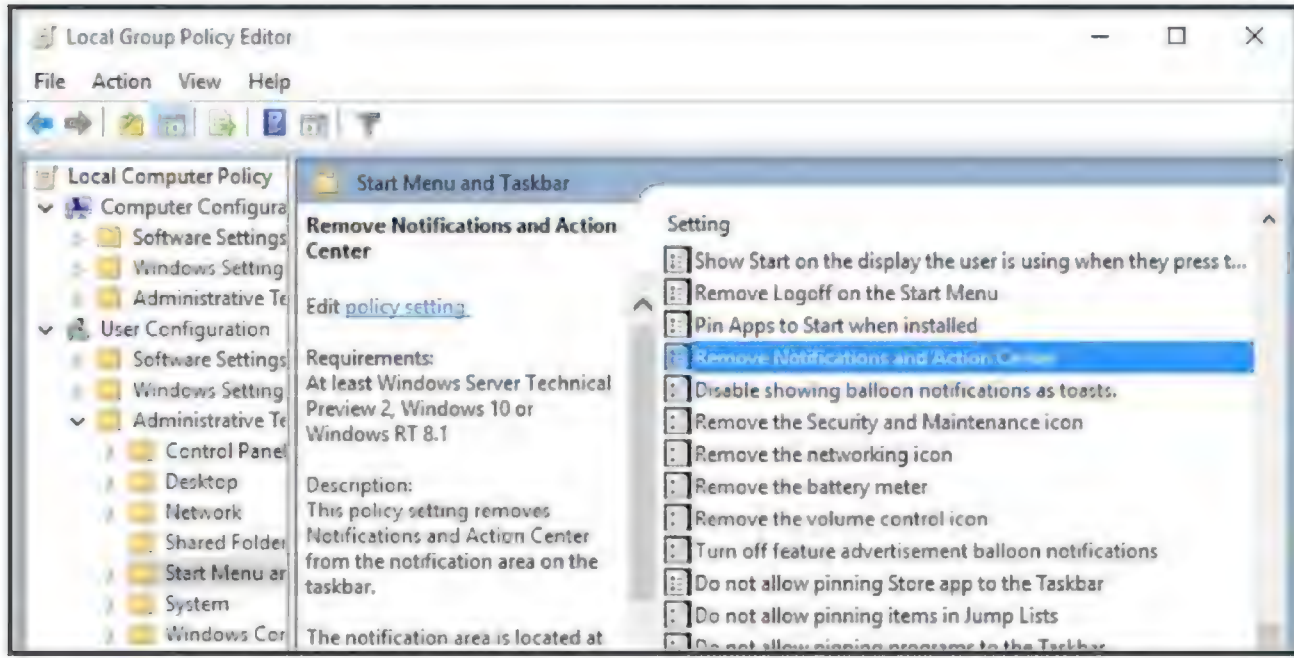 Local Group Policy Editor
File Action View Help
Local Computer Policy
Computer Configura
Software Settings
Windows Setting
Administrative Te
User Configuration
Software Settings
Windows Setting
Administrative Te
Control Panel
Desktop
Network
Shared Folder
Start Menu ar
System
Windows Cor
Start Menu and Taskbar
Remove Notifications and Action
Center
Edit policy setting
Requirements:
At least Windows Server Technical
Preview 2, Windows 10 or
Windows RT 8.1
Description:
This policy setting removes
Notifications and Action Center
from the notification area on the
taskbar.
The notification area is located at
Setting
Show Start on the display the user is using when they press t...
Remove Logoff on the Start Menu
Pin Apps to Start when installed
Remove Notifications and Action Center
Disable showing balloon notifications as toasts.
Remove the Security and Maintenance icon
Remove the networking icon
Remove the battery meter
Remove the volume control icon
Turn off feature advertisement balloon notifications
Do not allow pinning Store app to the Taskbar
Do not allow pinning items in Jump Lists
Do not allow pinning programs to the Taskbar